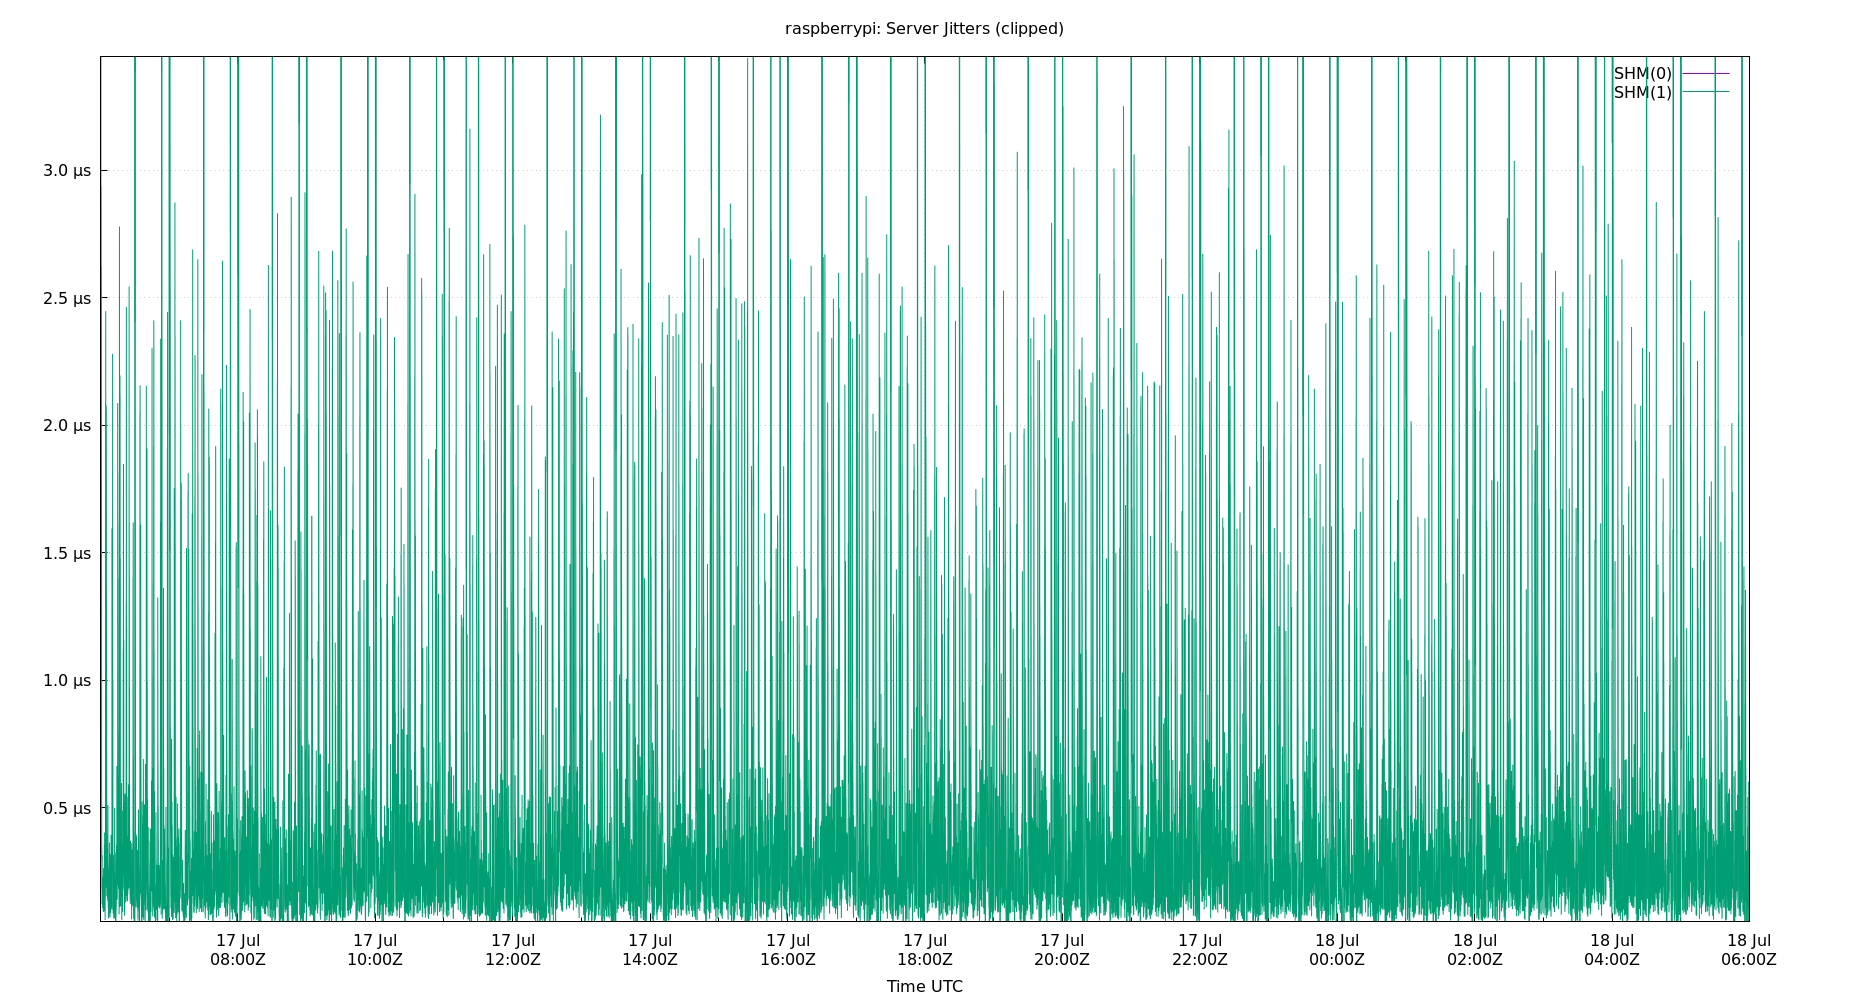 raspberrypi: Server Jitters (clipped)
SHM(0)
SHM(1)
3.0 µs
2.5 µs
2.0 µs
1.5 µs
1.0 µs
0.5 µs
17 Jul 17 Jul 17 Jul 17 Jul 17 Jul 17 Jul 17 Jul 17 Jul 18 Jul 18 Jul 18 Jul 18 Jul
08:00Z 10:00Z 12:00Z 14:00Z 16:00Z 18:00Z 20:00Z 22:00Z 00:00Z 02:00Z 04:00Z 06:00Z
Time UTC